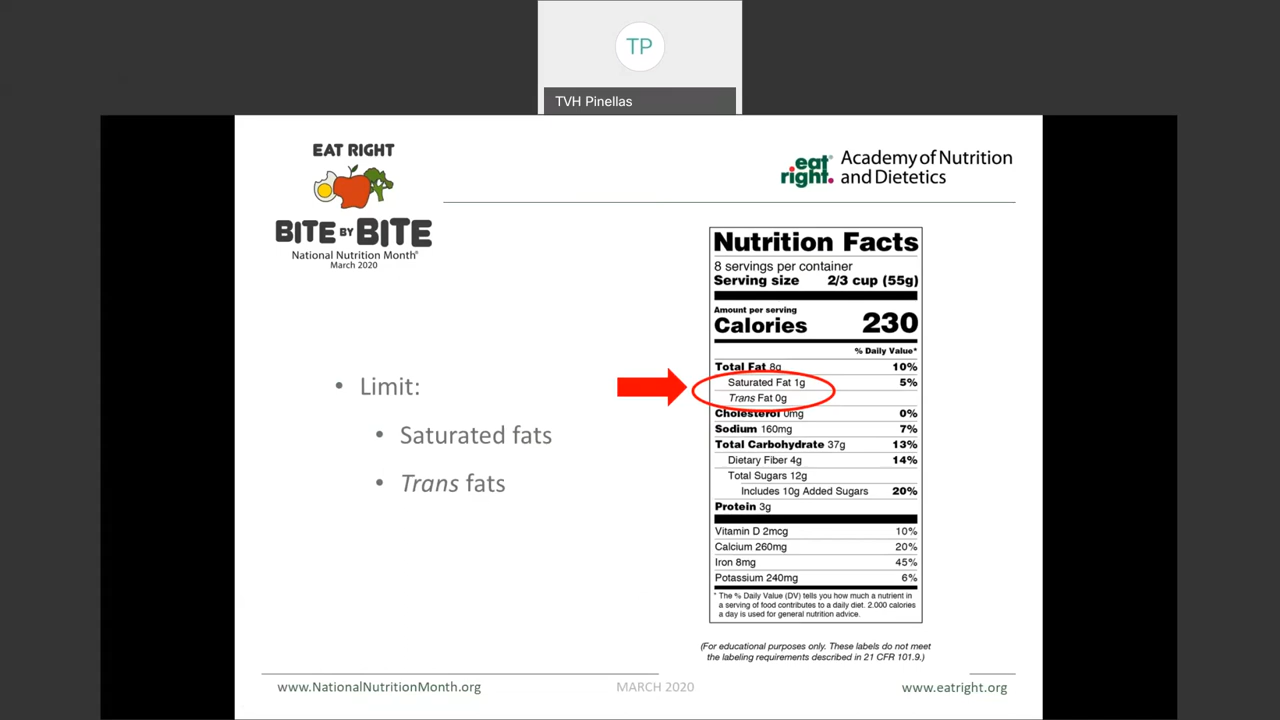 TP
TVH Pinellas
EAT RIGHT
BITE BY BITE
National Nutrition Month®
March 2020
eat right.
Academy of Nutrition
and Dietetics
• Limit:
• Saturated fats
• Trans fats
Nutrition Facts
8 servings per container
Serving size 2/3 cup (55g)
Amount per serving
Calories 230
% Daily Value*
Total Fat 8g 10%
Saturated Fat 1g 5%
Trans Fat 0g
Cholesterol 0mg 0%
Sodium 160mg 7%
Total Carbohydrate 37g 13%
Dietary Fiber 4g 14%
Total Sugars 12g
Includes 10g Added Sugars 20%
Protein 3g
Vitamin D 2mcg 10%
Calcium 260mg 20%
Iron 8mg 45%
Potassium 240mg 6%
* The % Daily Value (DV) tells you how much a nutrient in
a serving of food contributes to a daily diet. 2,000 calories
a day is used for general nutrition advice.
(For educational purposes only. These labels do not meet
the labeling requirements described in 21 CFR 101.9.)
www.NationalNutritionMonth.org
MARCH 2020
www.eatright.org